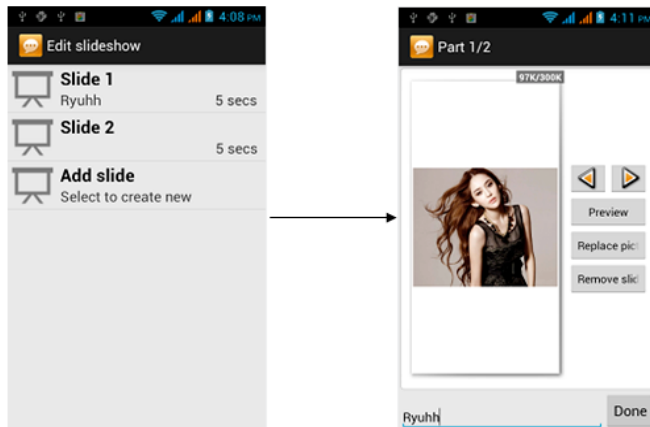 4:08 PM
Edit slideshow
Slide 1
Ryuhh
5 secs
Slide 2
5 secs
Add slide
Select to create new
4:11 PM
Part 1/2
97K/300K
Preview
Replace pict
Remove slid
Ryuhh
Done